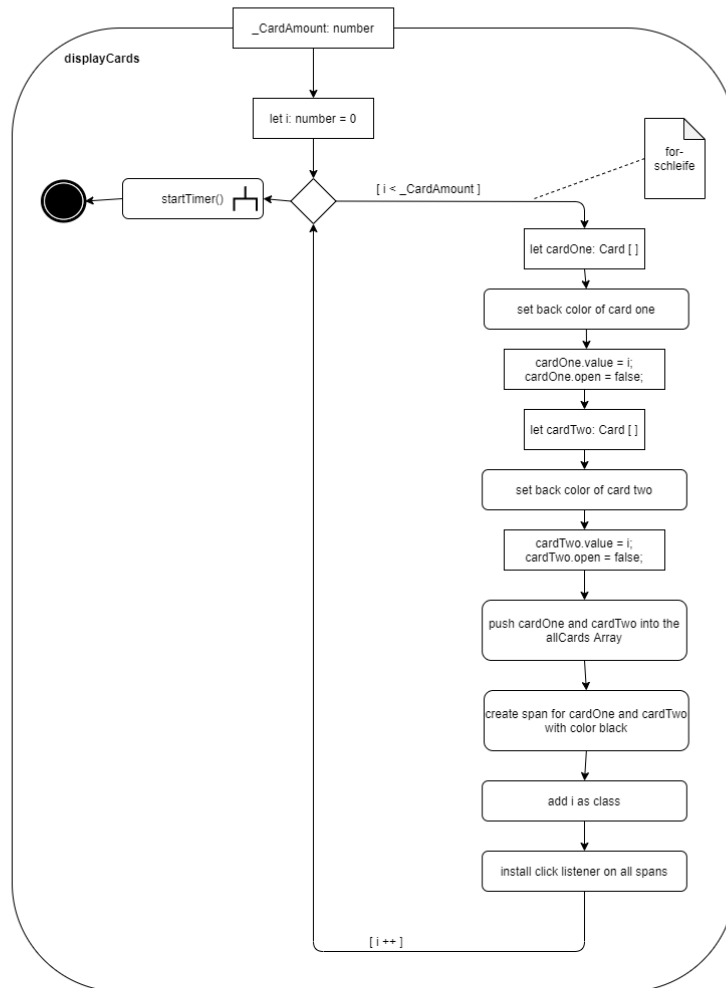 _CardAmount: number
displayCards
let i: number = 0
for-
schleife
startTimer()
[ i < _CardAmount ]
let cardOne: Card [ ]
set back color of card one
cardOne.value = i;
cardOne.open = false;
let cardTwo: Card [ ]
set back color of card two
cardTwo.value = i;
cardTwo.open = false;
push cardOne and cardTwo into the
allCards Array
create span for cardOne and cardTwo
with color black
add i as class
install click listener on all spans
[ i ++ ]